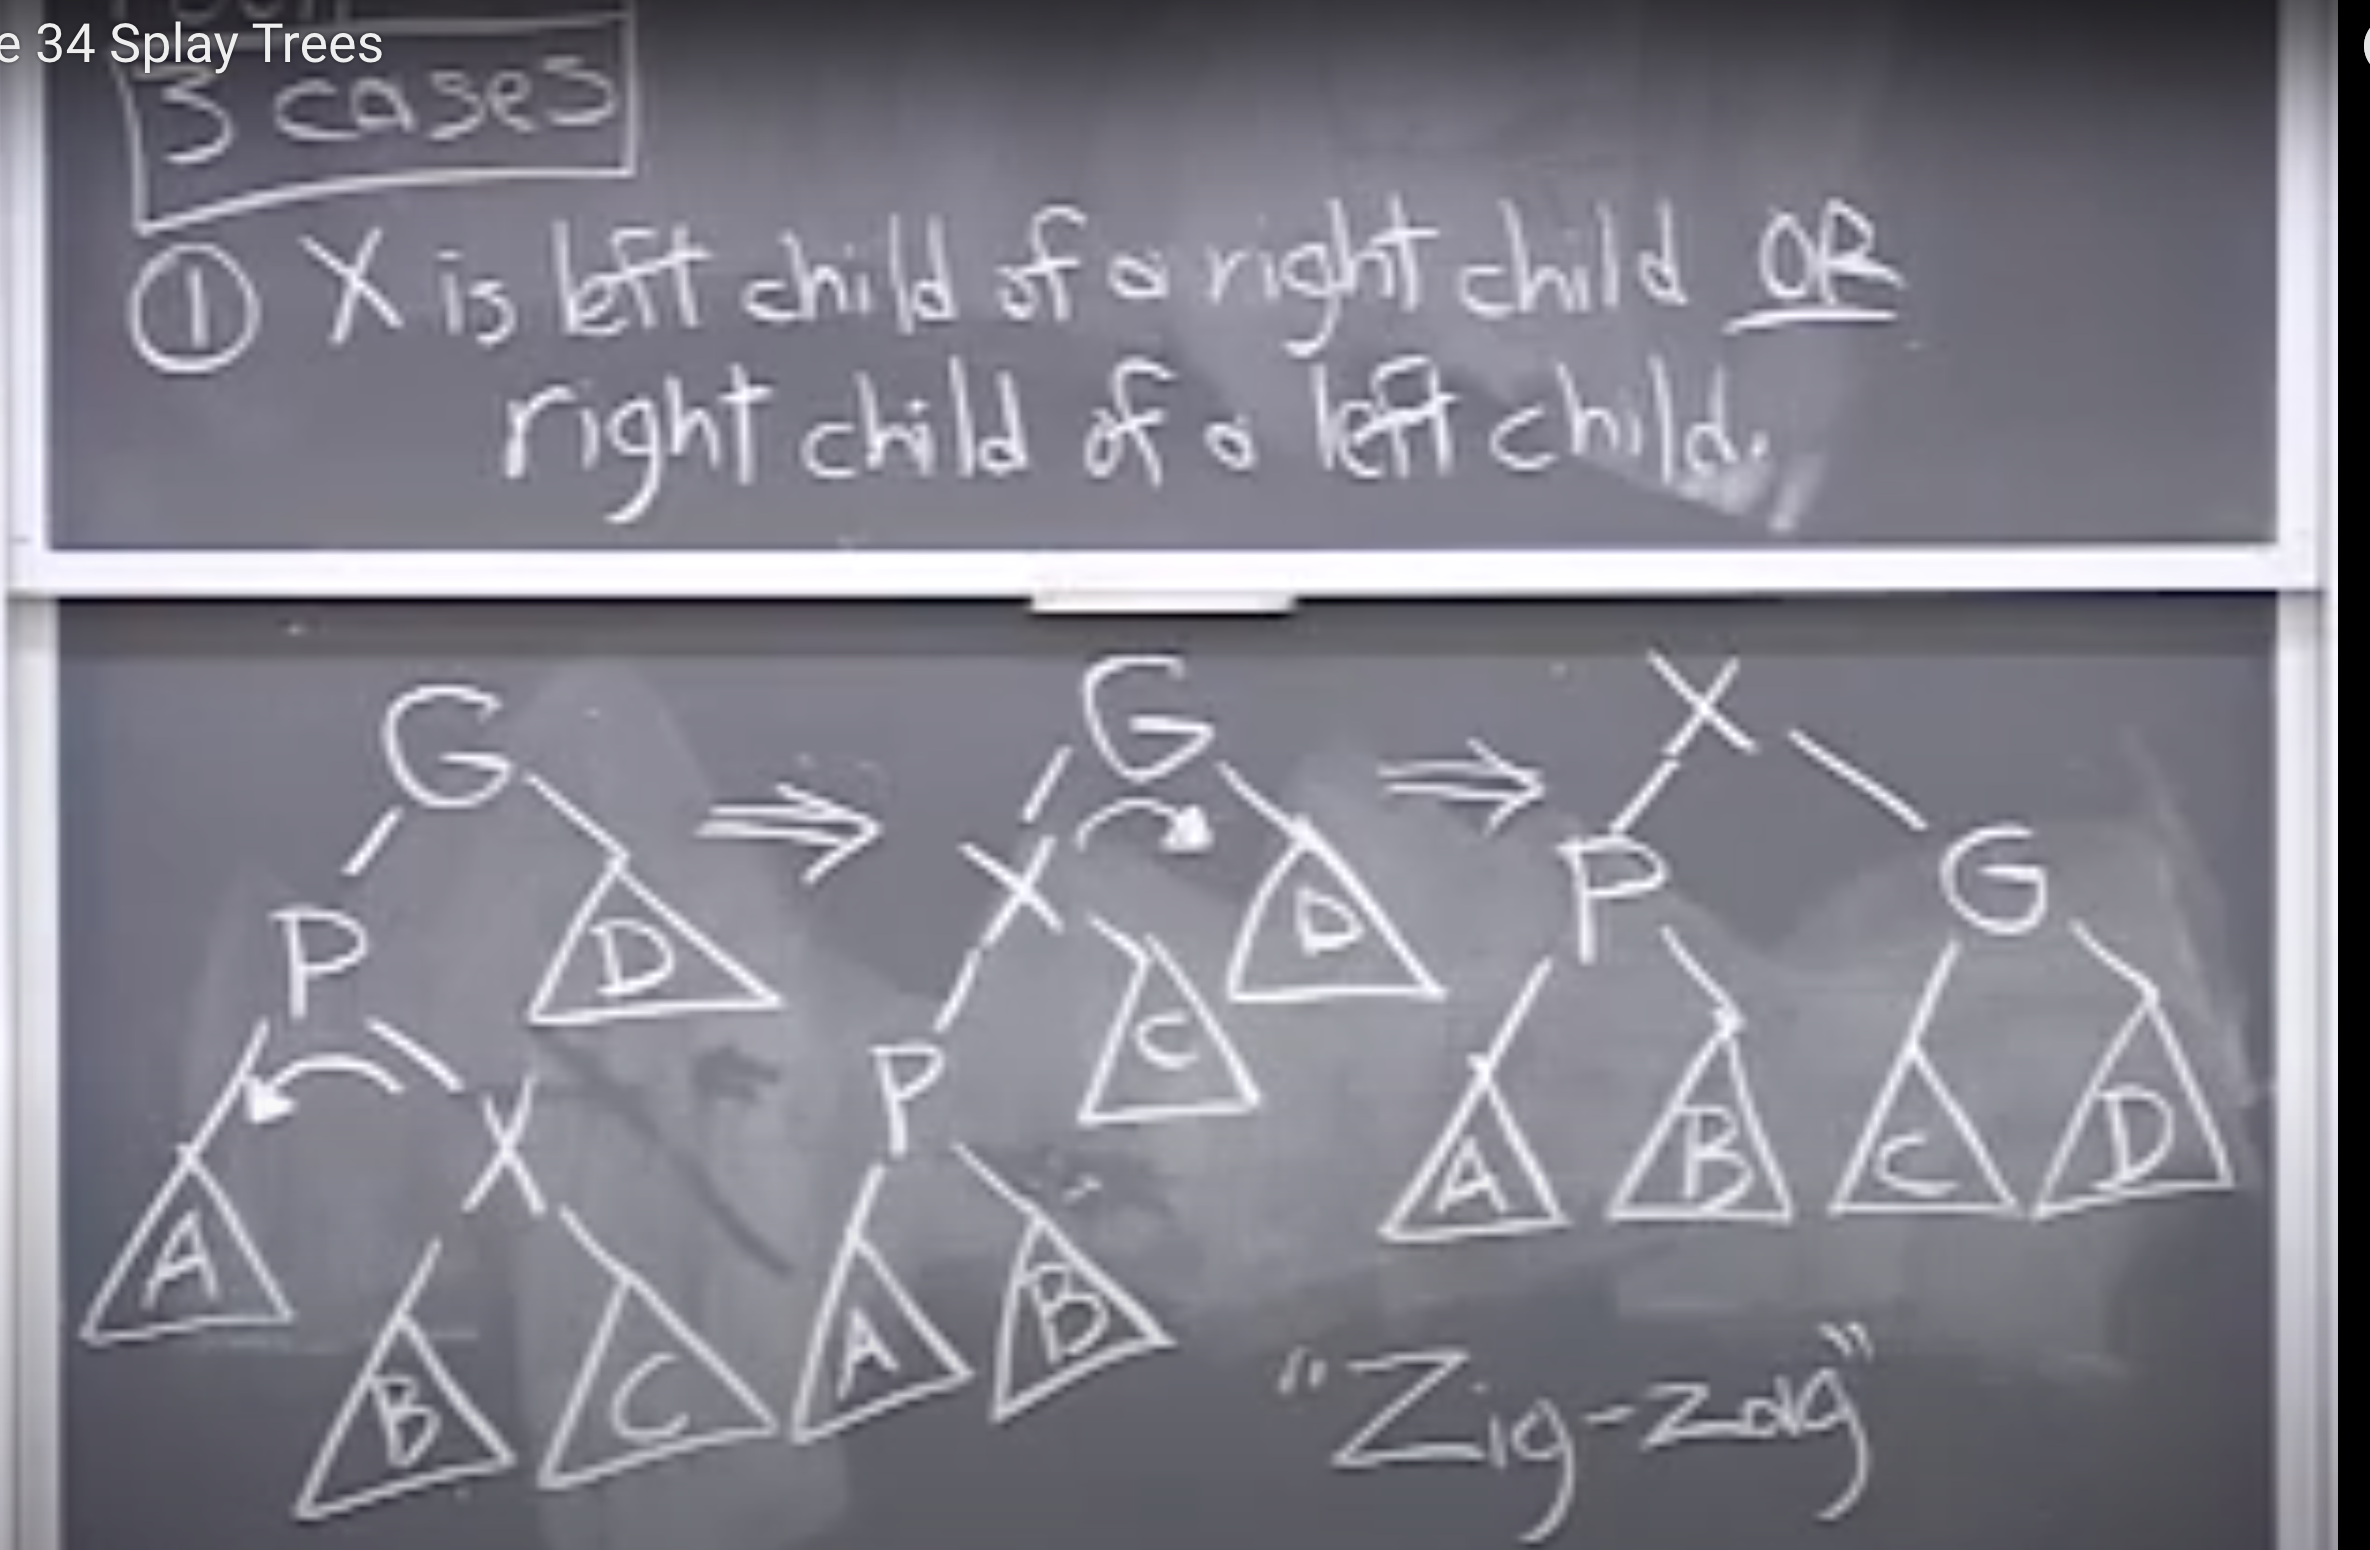 e 34 Splay Trees
3 cases
① X is left child of a right child OR
right child of a left child.
G ⇒ G ⇒ X
P D X D P G
A X P C A B C D
B C A B
"Zig-zag"